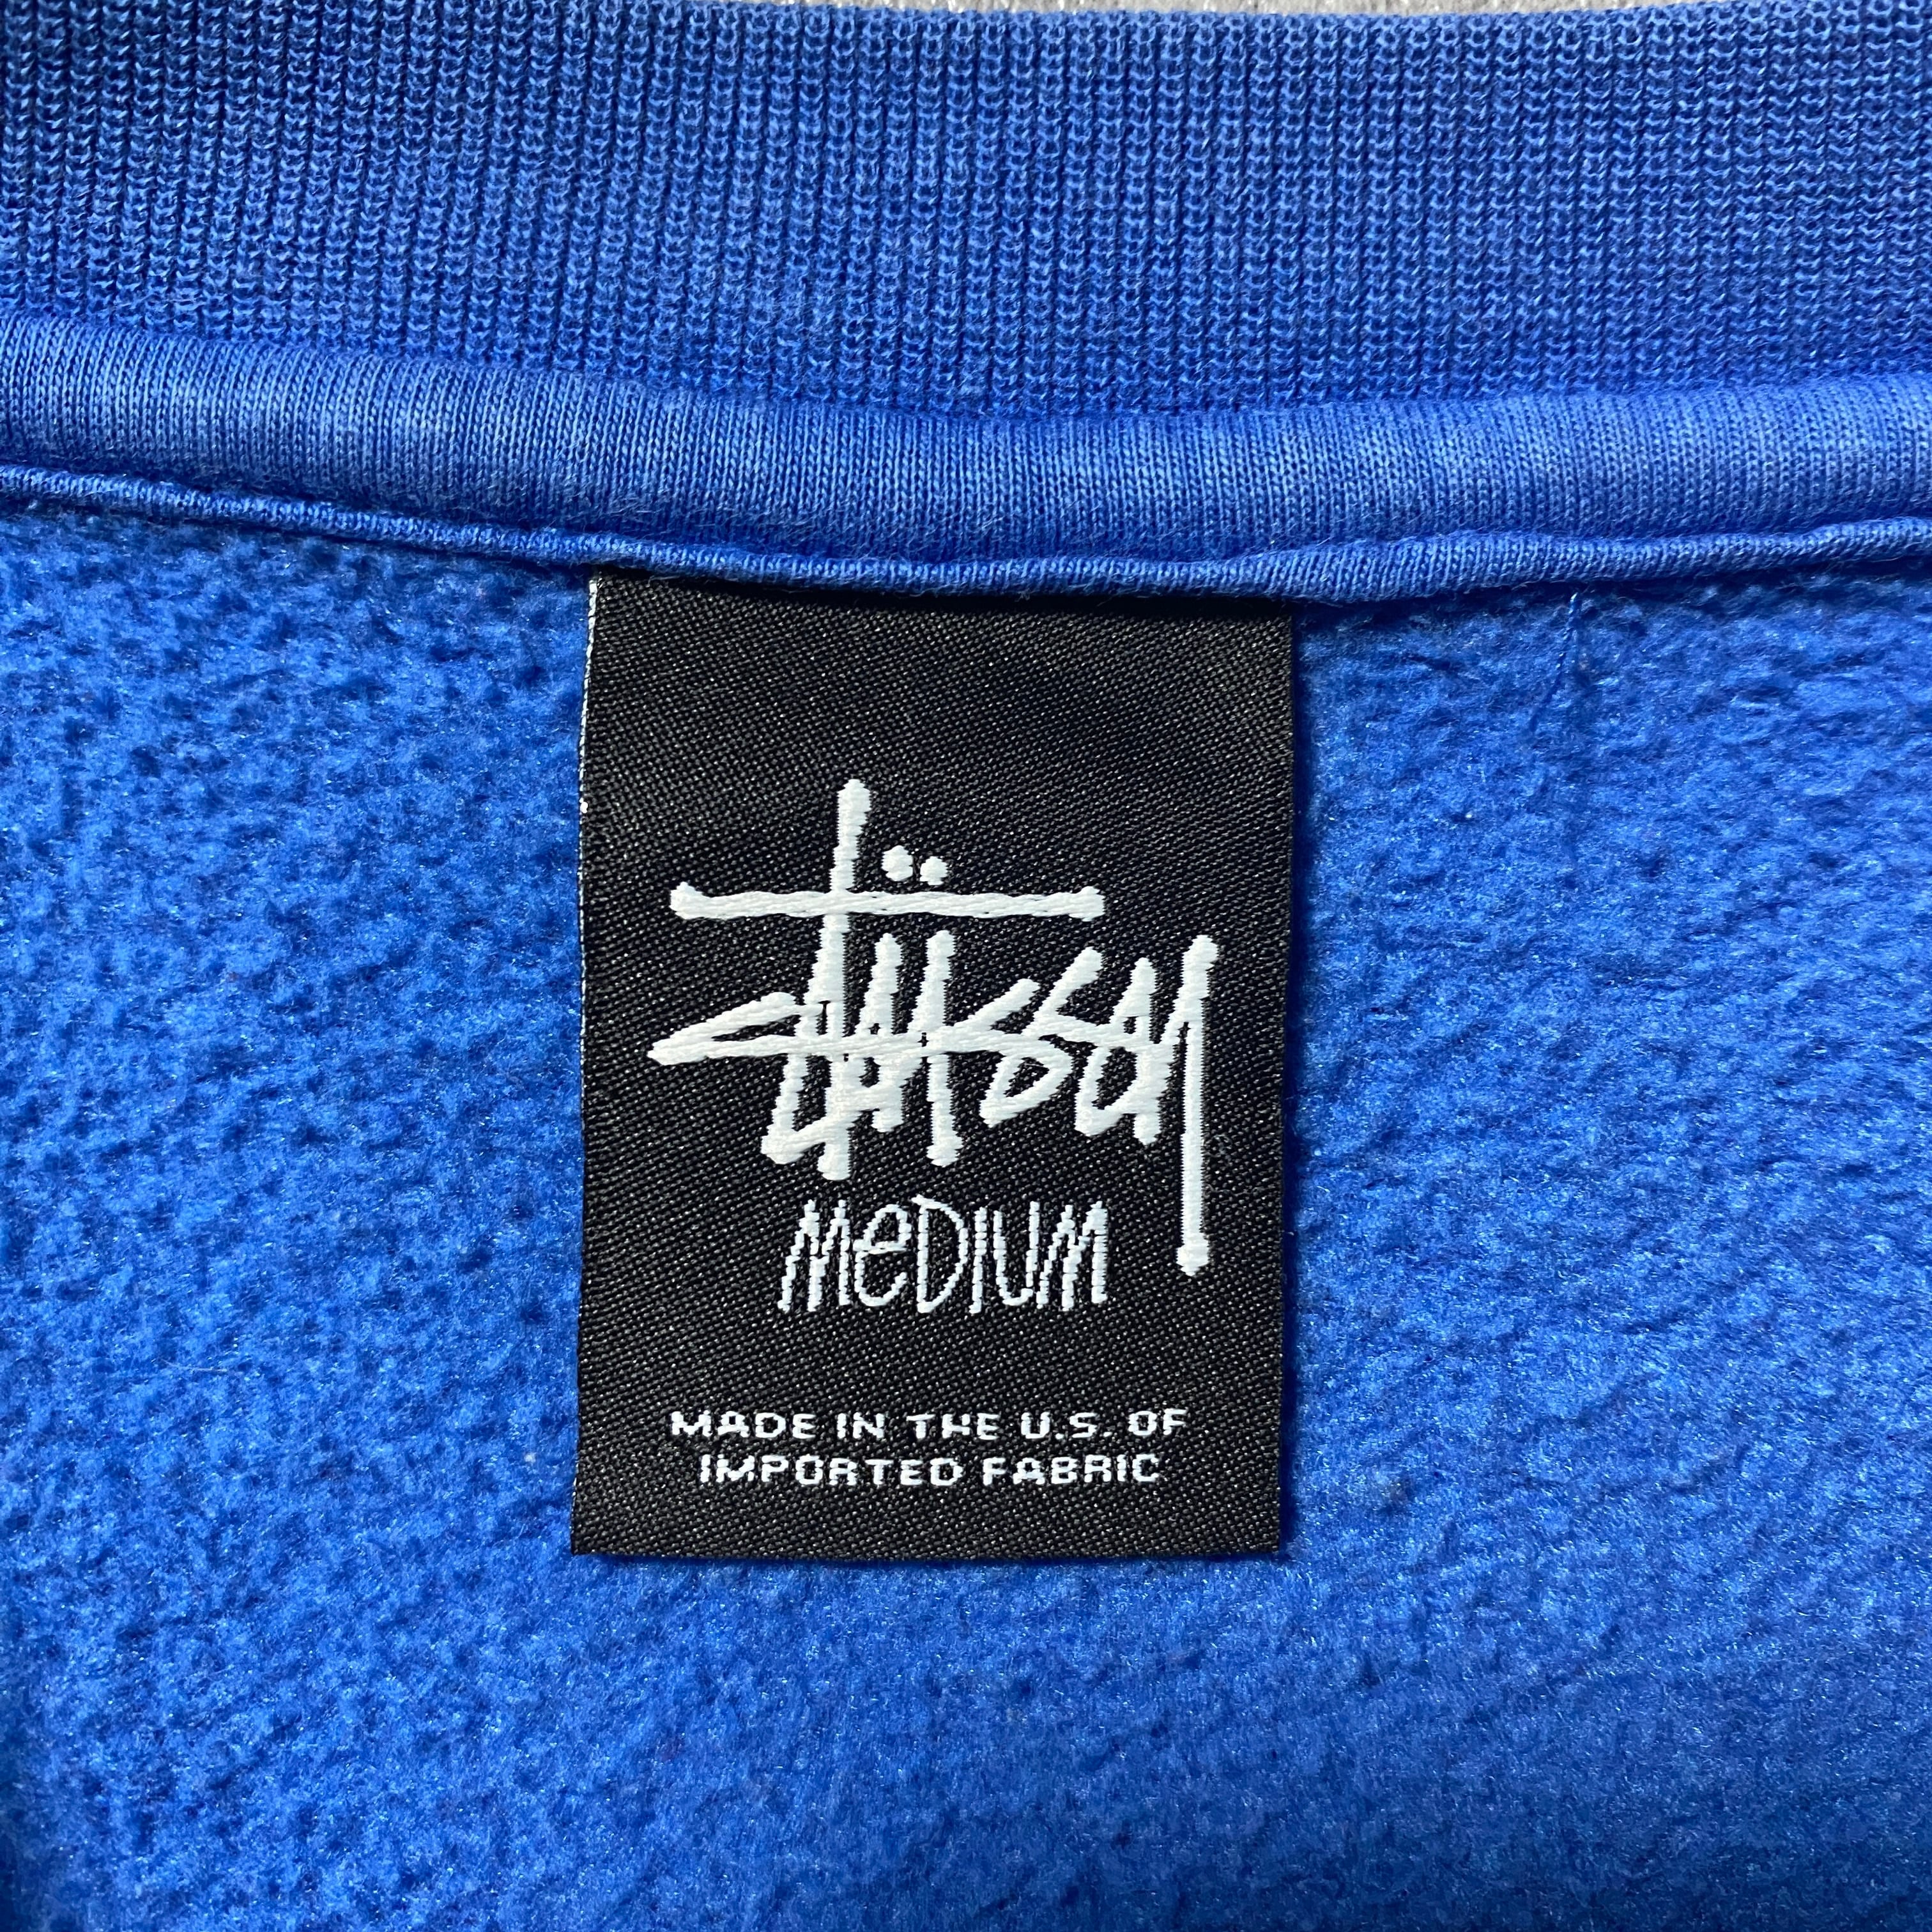 Stüssy
MeDIUM
MADE IN THE U.S. OF
IMPORTED FABRIC